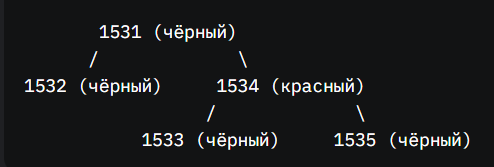 1531 (чёрный)
/ \
1532 (чёрный) 1534 (красный)
/ \
1533 (чёрный) 1535 (чёрный)